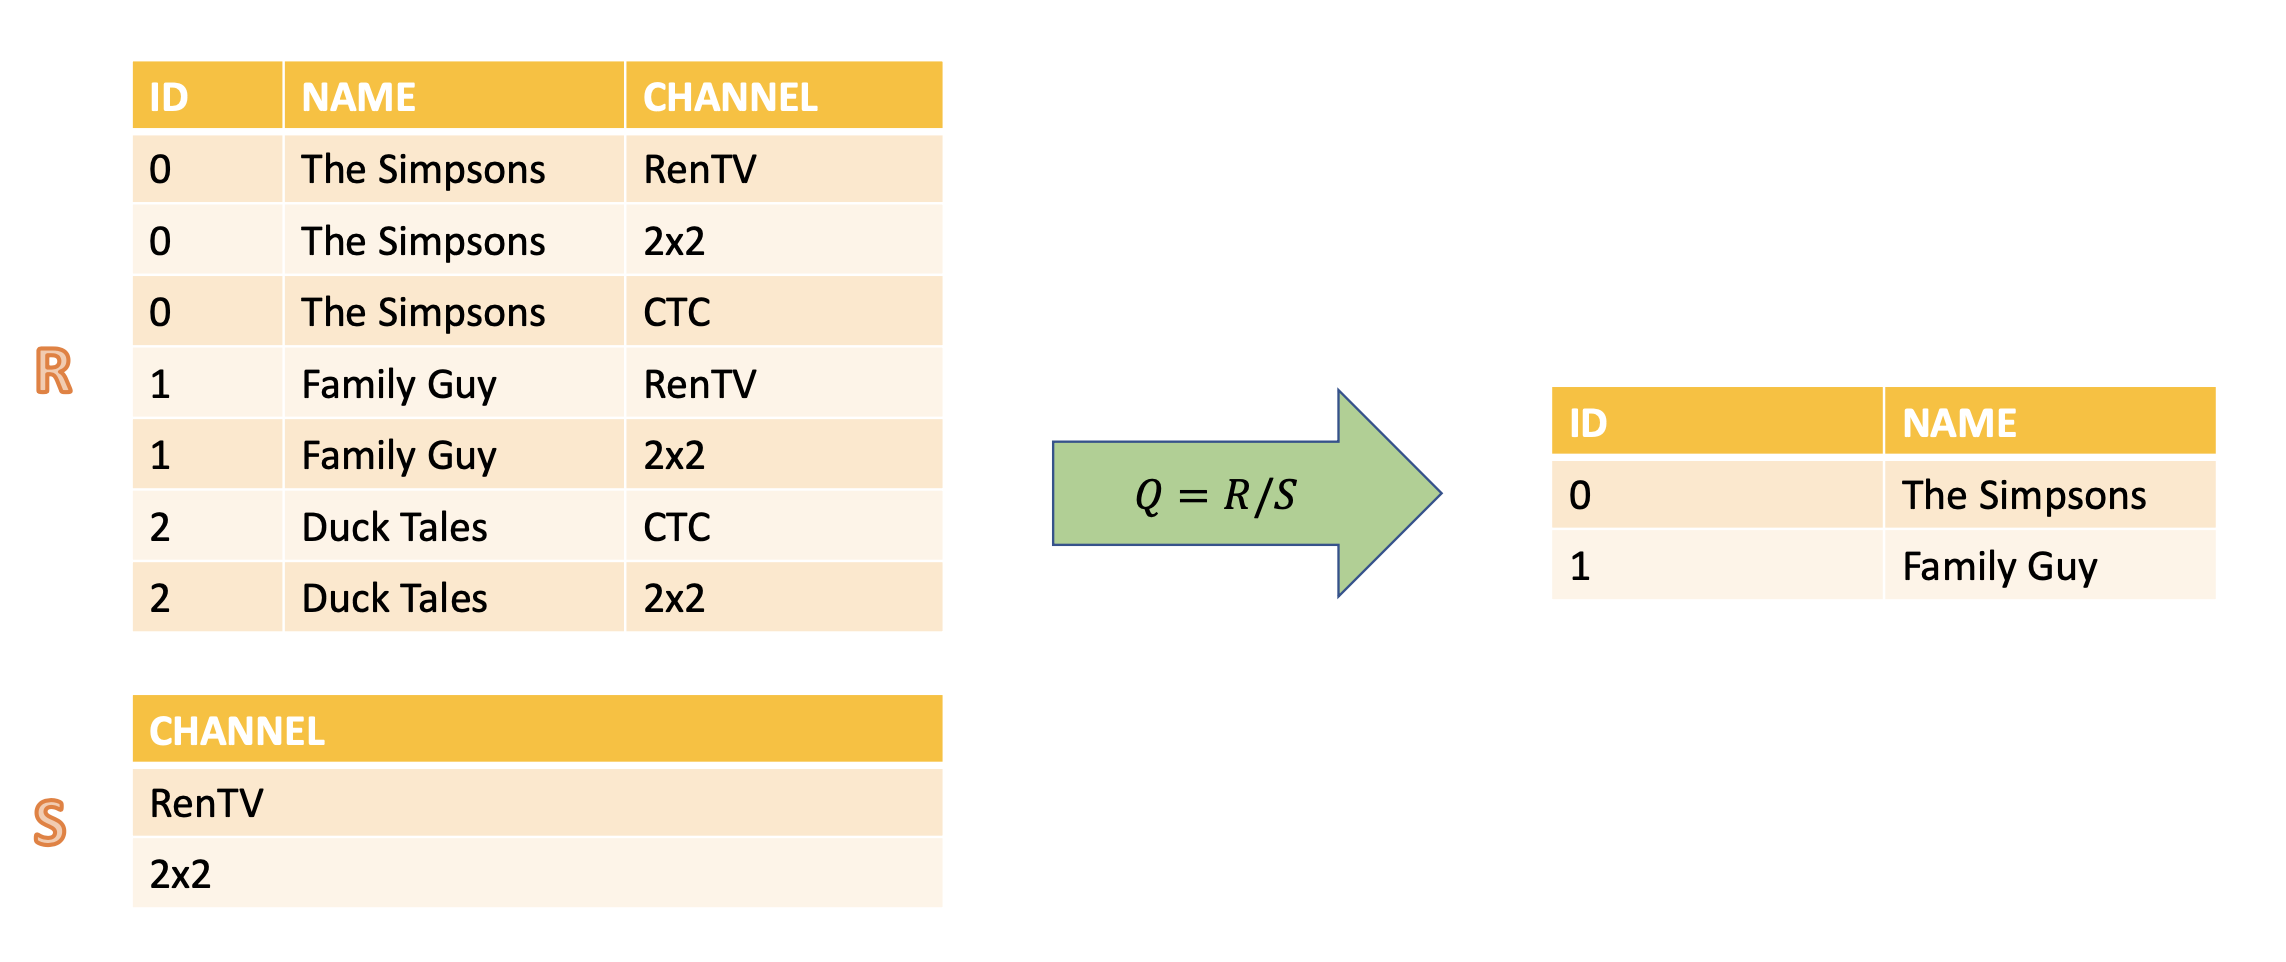 ID NAME CHANNEL
0 The Simpsons RenTV
0 The Simpsons 2x2
0 The Simpsons CTC
R
1 Family Guy RenTV
1 Family Guy 2x2
2 Duck Tales CTC
2 Duck Tales 2x2
S
CHANNEL
RenTV
2x2
Q = R/S
ID NAME
0 The Simpsons
1 Family Guy